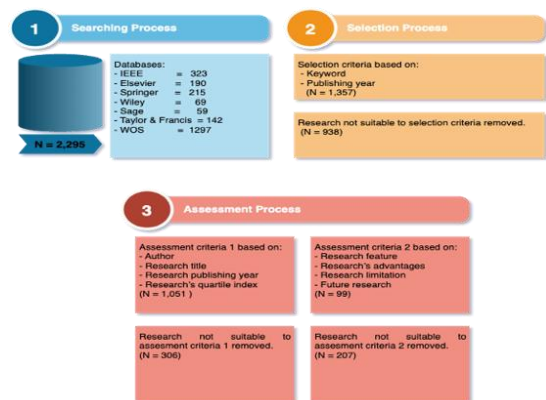 1
Searching Process
Databases:
- IEEE = 323
- Elsevier = 190
- Springer = 215
- Wiley = 69
- Sage = 59
- Taylor & Francis = 142
- WOS = 1297
N = 2,295
2
Selection Process
Selection criteria based on:
- Keyword
- Publishing year
(N = 1,357)
Research not suitable to selection criteria removed.
(N = 938)
3
Assessment Process
Assessment criteria 1 based on:
- Author
- Research title
- Research publishing year
- Research's quartile index
(N = 1,051 )
Assessment criteria 2 based on:
- Research feature
- Research's advantages
- Research limitation
- Future research
(N = 99)
Research not suitable to
assesment criteria 1 removed.
(N = 306)
Research not suitable to
assesment criteria 2 removed.
(N = 207)